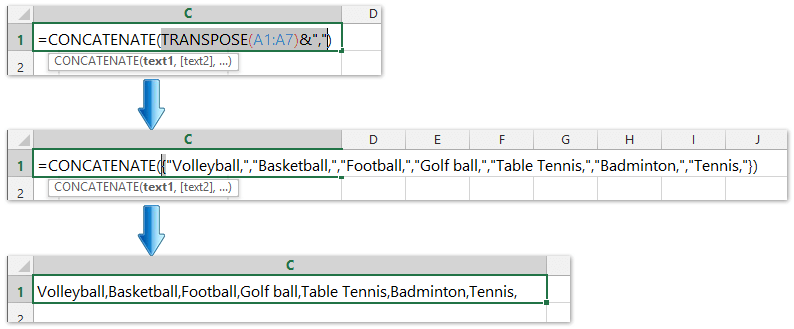 C D
1 =CONCATENATE(TRANSPOSE(A1:A7)&",")
2 CONCATENATE(text1, [text2], ...)
C D E F G H I J
1 =CONCATENATE({"Volleyball,","Basketball,","Football,","Golf ball,","Table Tennis,","Badminton,","Tennis,"})
2 CONCATENATE(text1, [text2], ...)
C
1 Volleyball,Basketball,Football,Golf ball,Table Tennis,Badminton,Tennis,
2